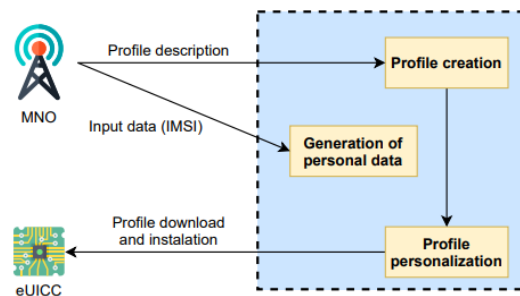 Profile description
Profile creation
MNO
Input data (IMSI)
Generation of
personal data
Profile download
and instalation
Profile
personalization
eUICC